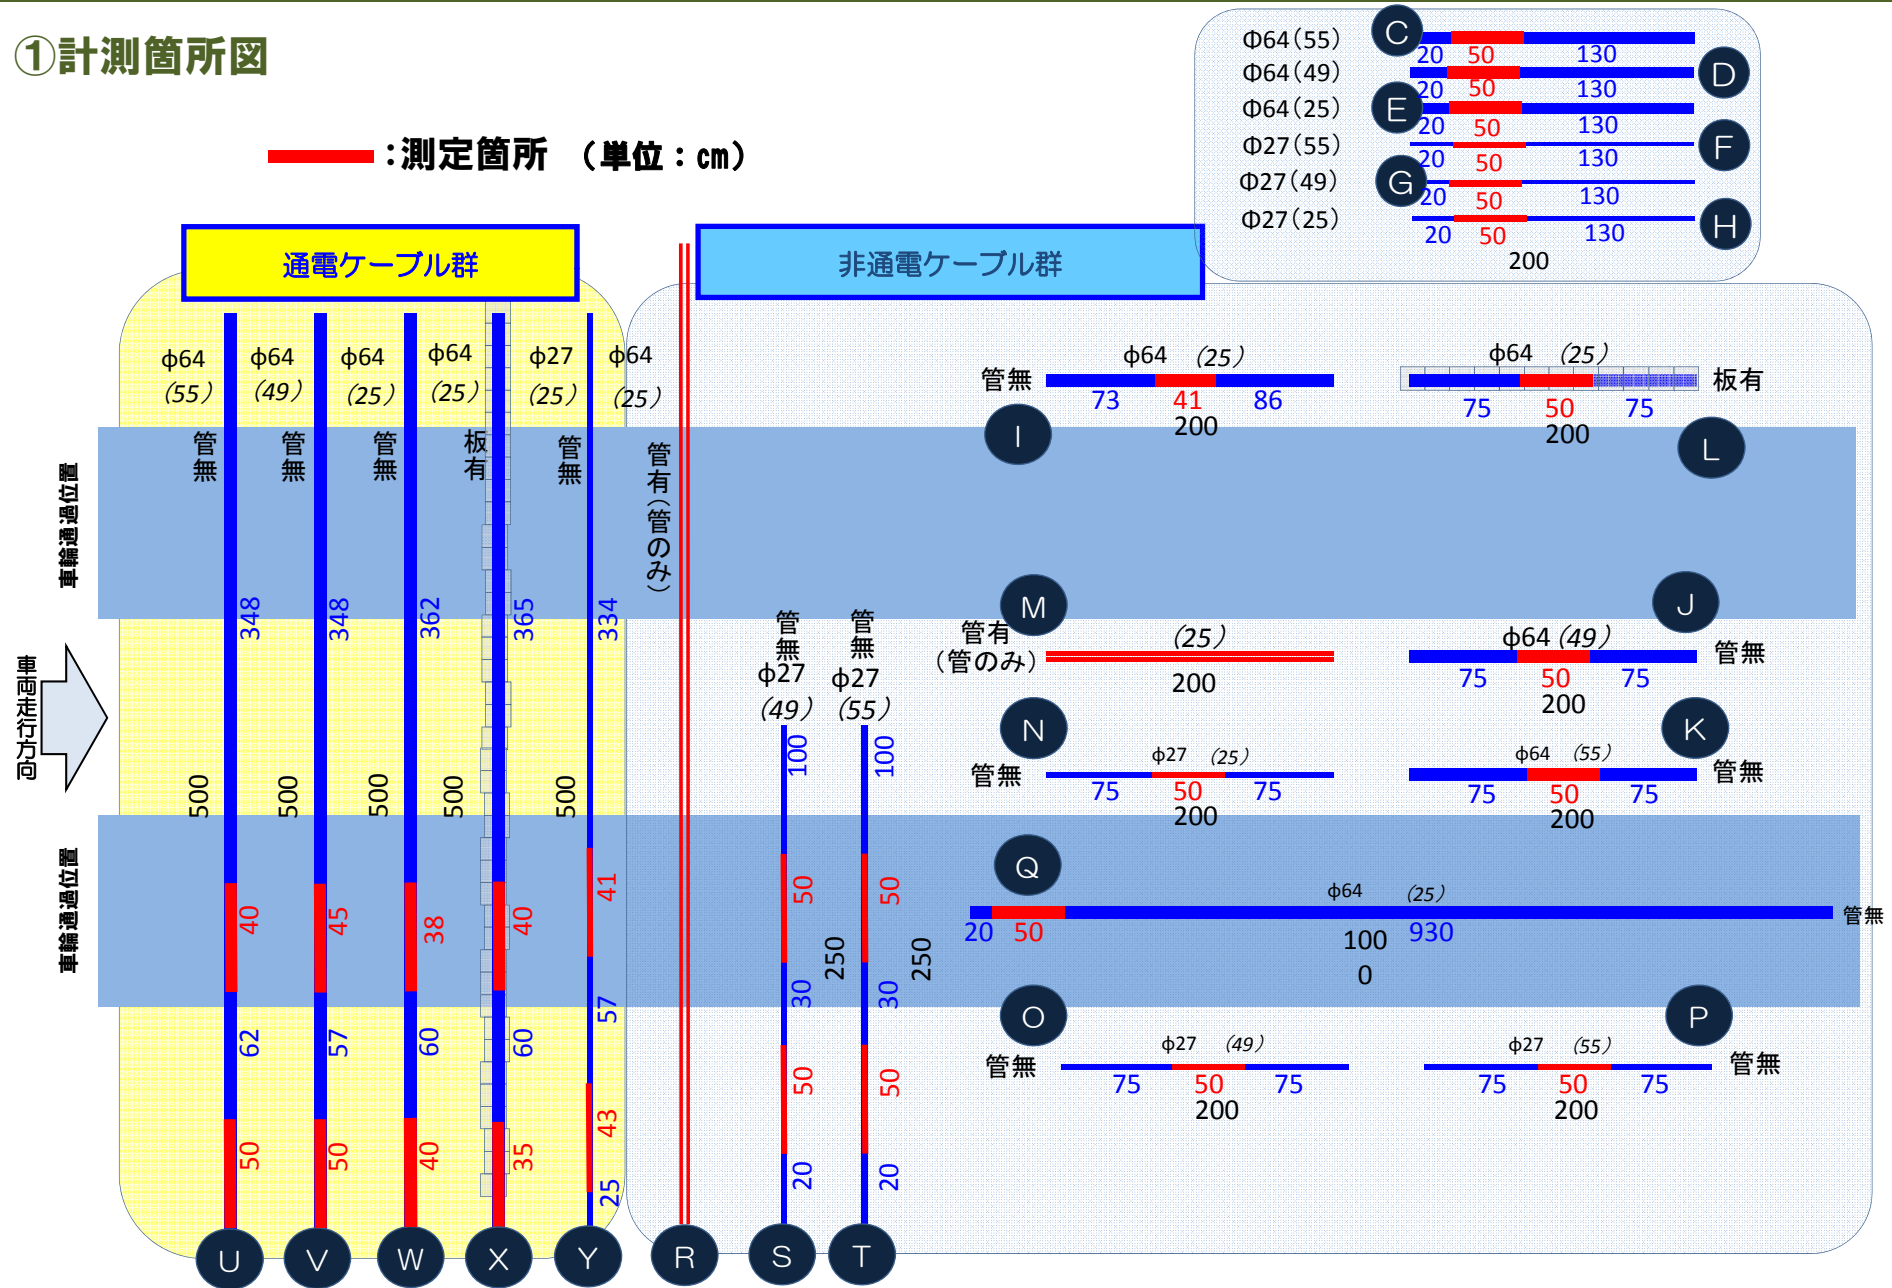 ①計測箇所図
:測定箇所 (単位:cm)
Φ64(55) C 20 50 130
Φ64(49) 20 50 130 D
Φ64(25) E 20 50 130
Φ27(55) 20 50 130 F
Φ27(49) G 20 50 130
Φ27(25) 20 50 130 H
200
通電ケーブル群
非通電ケーブル群
φ64 (55) 管無 348 500 40 62 50 U
φ64 (49) 管無 348 500 45 57 50 V
φ64 (25) 管無 362 500 38 60 40 W
φ64 (25) 板有 365 500 40 60 35 X
φ27 (25) 管無 334 500 41 57 43 25 Y
φ64 (25) 管有(管のみ) R
車輪通過位置
車両走行方向
車輪通過位置
管無 φ27 (49) 100 50 250 30 50 20 S
管無 φ27 (55) 100 50 250 30 50 20 T
管無 φ64 (25) 73 41 86 200 I
φ64 (25) 板有 75 50 75 200 L
M 管有 (管のみ) (25) 200
J φ64 (49) 管無 75 50 75 200
N 管無 φ27 (25) 75 50 75 200
K φ64 (55) 管無 75 50 75 200
Q φ64 (25) 管無 20 50 930
100
0
O 管無 φ27 (49) 75 50 75 200
P φ27 (55) 管無 75 50 75 200